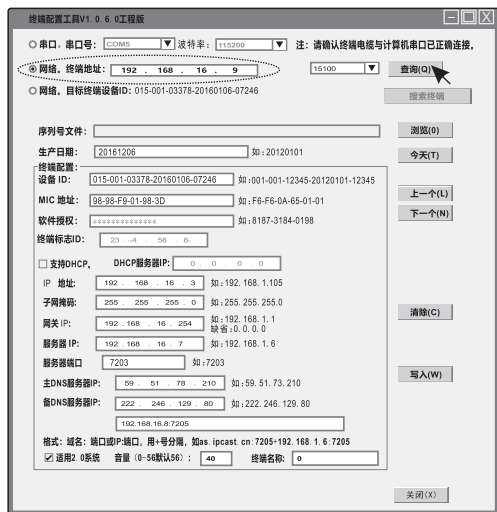 终端配置工具V1. 0. 6. 0工程版
串口。串口号: COM5 波特率: 115200 注: 请确认终端电缆与计算机串口已正确连接。
网络。终端地址: 192 . 168 . 16 . 9 15100 查询(Q)
网络。目标终端设备ID: 015-001-03378-20160106-07246 搜索终端
序列号文件: 浏览(0)
生产日期: 20161206 如:20120101 今天(T)
终端配置:
设备 ID: 015-001-03378-20160106-07246 如:001-001-12345-20120101-12345
上一个(L)
MIC 地址: 98-98-F9-01-98-3D 如:F6-F6-0A-65-01-01
下一个(N)
软件授权: ************** 如:8187-3184-0198
终端标志ID: 23 . 56 .
支持DHCP。 DHCP服务器IP: 0 . 0 . 0 . 0
IP 地址: 192 . 168 . 16 . 3 如:192. 168. 1.105
子网掩码: 255 . 255 . 255 . 0 如:255. 255. 255.0
网关 IP: 192 .168 . 16 . 254 如:192. 168. 1. 1
缺省:0. 0. 0. 0
清除(C)
服务器 IP: 192 .168 . 16 . 7 如:192. 168. 1. 6
服务器端口 7203 如:7203
主DNS服务器IP: 59 . 51 . 78 . 210 如:59. 51. 73. 210
写入(W)
备DNS服务器IP: 222 . 246 . 129 . 80 如:222. 246. 129. 80
192.168.16.8:7205
格式: 域名: 端口或IP:端口, 用+号分隔, 如as. ipcast. cn:7205+192. 168. 1. 6:7205
适用2. 0系统 音量 (0-56默认56) : 40 终端名称: 0
关闭(X)